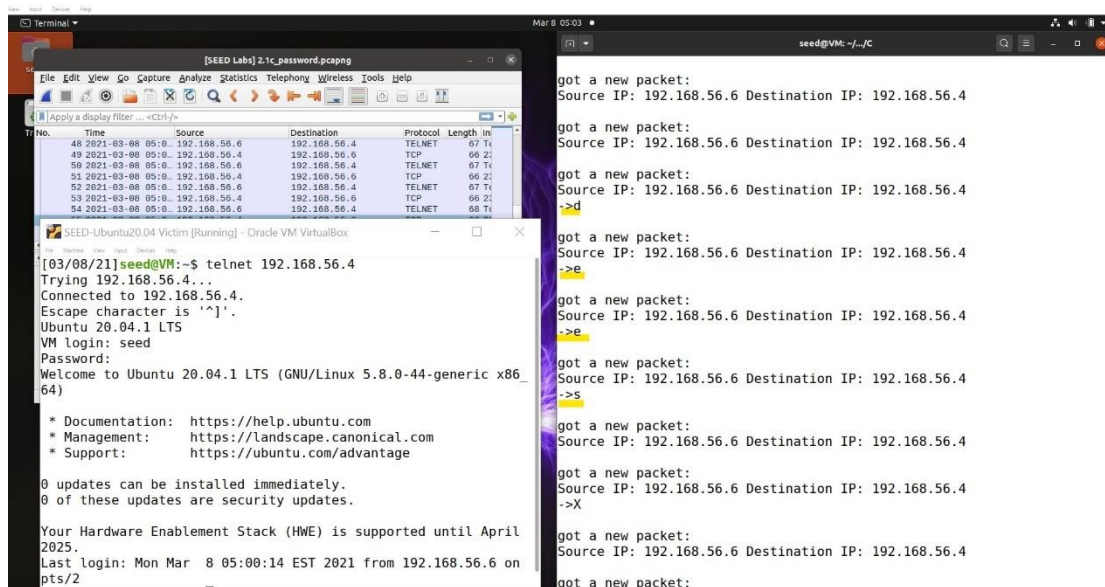 View Input Devices Help
Terminal
Mar 8 05:03
[SEED Labs] 2.1c_password.pcapng
File Edit View Go Capture Analyze Statistics Telephony Wireless Tools Help
Apply a display filter ... <Ctrl-/>
No. Time Source Destination Protocol Length In
48 2021-03-08 05:0… 192.168.56.6 192.168.56.4 TELNET 67 Te
49 2021-03-08 05:0… 192.168.56.4 192.168.56.6 TCP 66 23
50 2021-03-08 05:0… 192.168.56.6 192.168.56.4 TELNET 67 Te
51 2021-03-08 05:0… 192.168.56.4 192.168.56.6 TCP 66 23
52 2021-03-08 05:0… 192.168.56.6 192.168.56.4 TELNET 67 Te
53 2021-03-08 05:0… 192.168.56.4 192.168.56.6 TCP 66 23
54 2021-03-08 05:0… 192.168.56.6 192.168.56.4 TELNET 68 Te
SEED-Ubuntu20.04 Victim [Running] - Oracle VM VirtualBox
File Machine View Input Devices Help
[03/08/21]seed@VM:~$ telnet 192.168.56.4
Trying 192.168.56.4...
Connected to 192.168.56.4.
Escape character is '^]'.
Ubuntu 20.04.1 LTS
VM login: seed
Password:
Welcome to Ubuntu 20.04.1 LTS (GNU/Linux 5.8.0-44-generic x86_
64)
* Documentation: https://help.ubuntu.com
* Management: https://landscape.canonical.com
* Support: https://ubuntu.com/advantage
0 updates can be installed immediately.
0 of these updates are security updates.
Your Hardware Enablement Stack (HWE) is supported until April
2025.
Last login: Mon Mar 8 05:00:14 EST 2021 from 192.168.56.6 on
pts/2
seed@VM: ~/.../C
got a new packet:
Source IP: 192.168.56.6 Destination IP: 192.168.56.4
got a new packet:
Source IP: 192.168.56.6 Destination IP: 192.168.56.4
got a new packet:
Source IP: 192.168.56.6 Destination IP: 192.168.56.4
->d
got a new packet:
Source IP: 192.168.56.6 Destination IP: 192.168.56.4
->e
got a new packet:
Source IP: 192.168.56.6 Destination IP: 192.168.56.4
->e
got a new packet:
Source IP: 192.168.56.6 Destination IP: 192.168.56.4
->s
got a new packet:
Source IP: 192.168.56.6 Destination IP: 192.168.56.4
got a new packet:
Source IP: 192.168.56.6 Destination IP: 192.168.56.4
->X
got a new packet:
Source IP: 192.168.56.6 Destination IP: 192.168.56.4
got a new packet: